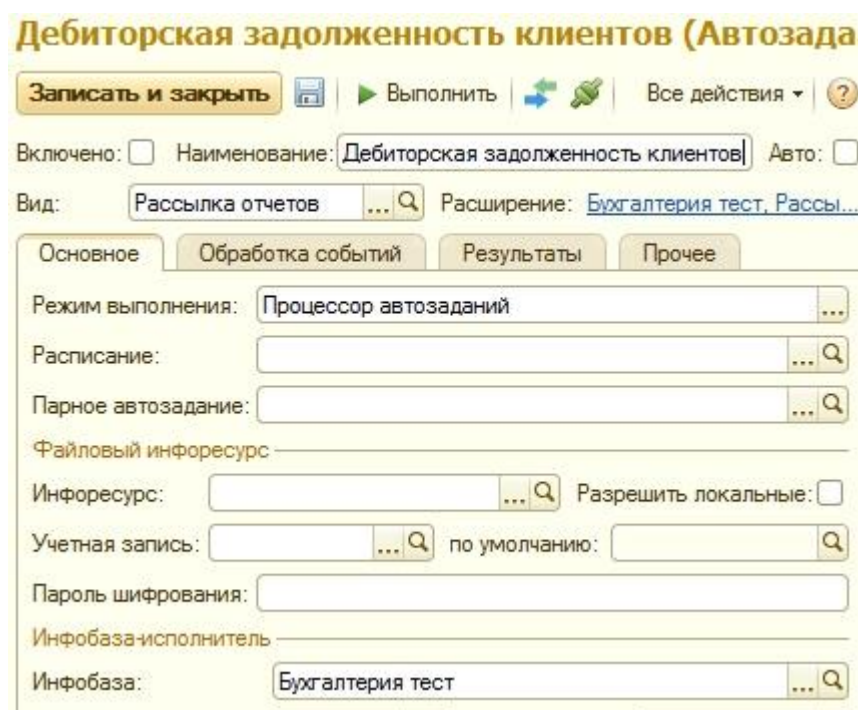 Дебиторская задолженность клиентов (Автозада
Записать и закрыть Выполнить Все действия ?
Включено: Наименование: Дебиторская задолженность клиентов Авто:
Вид: Рассылка отчетов ... Расширение: Бухгалтерия тест, Рассы...
Основное Обработка событий Результаты Прочее
Режим выполнения: Процессор автозаданий ...
Расписание: ...
Парное автозадание: ...
Файловый инфоресурс
Инфоресурс: ... Разрешить локальные:
Учетная запись: ... по умолчанию:
Пароль шифрования:
Инфобаза-исполнитель
Инфобаза: Бухгалтерия тест ...